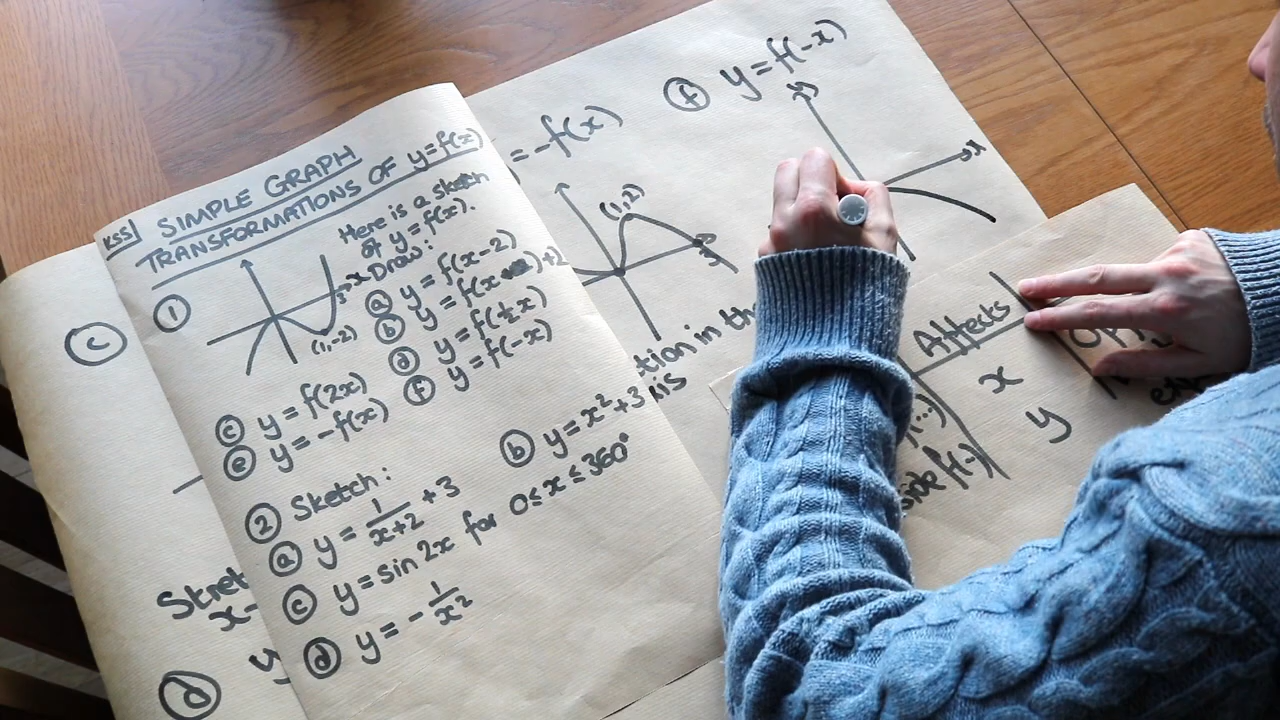 KS5
SIMPLE GRAPH
TRANSFORMATIONS OF y=f(x)
① Here is a sketch
of y=f(x).
Draw:
x
3
(1,-2)
ⓐ y=f(x-2)
ⓑ y=f(x)+2
ⓒ y=f(2x)
ⓓ y=f(½x)
ⓔ y=-f(x)
ⓕ y=f(-x)
② Sketch:
ⓐ y = 1/(x+2) + 3
ⓑ y=x²+3
ⓒ y=sin 2x for 0≤x≤360°
ⓓ y=-1/x²
ⓒ
Stret
x-
ⓓ y
=-f(x)
(1,2)
3
x
tion in the
ⓕ y=f(-x)
y
x
Affects
x
y
f(...)
side f(-)